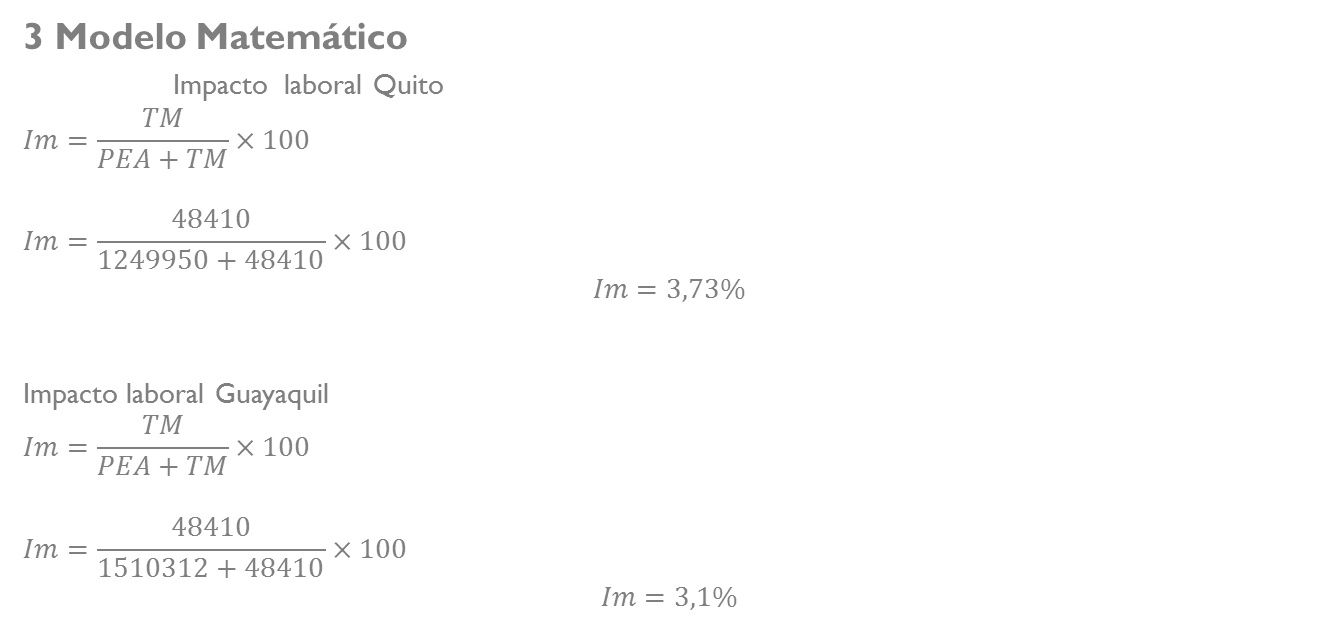 3 Modelo Matemático
Impacto laboral Quito
Im = TM / (PEA + TM) × 100
Im = 48410 / (1249950 + 48410) × 100
Im = 3,73%
Impacto laboral Guayaquil
Im = TM / (PEA + TM) × 100
Im = 48410 / (1510312 + 48410) × 100
Im = 3,1%